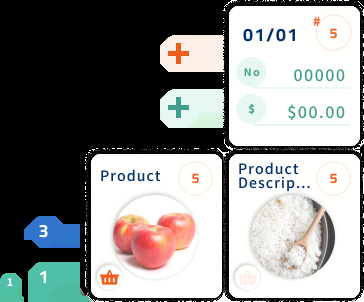 #
01/01 5
+
No 00000
+
$ $00.00
Product 5
Product
Descrip... 5
3
1
1